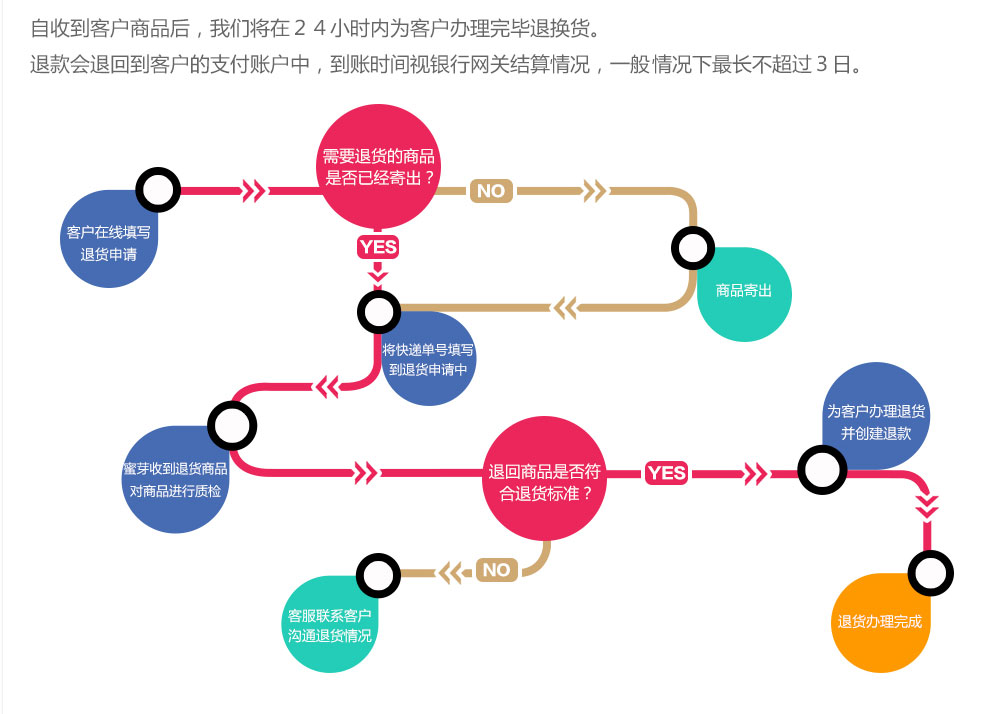 自收到客户商品后，我们将在２４小时内为客户办理完毕退换货。
退款会退回到客户的支付账户中，到账时间视银行网关结算情况，一般情况下最长不超过３日。
需要退货的商品
是否已经寄出？
NO
客户在线填写
退货申请
YES
商品寄出
将快递单号填写
到退货申请中
为客户办理退货
并创建退款
蜜芽收到退货商品
对商品进行质检
退回商品是否符
合退货标准？
YES
NO
客服联系客户
沟通退货情况
退货办理完成